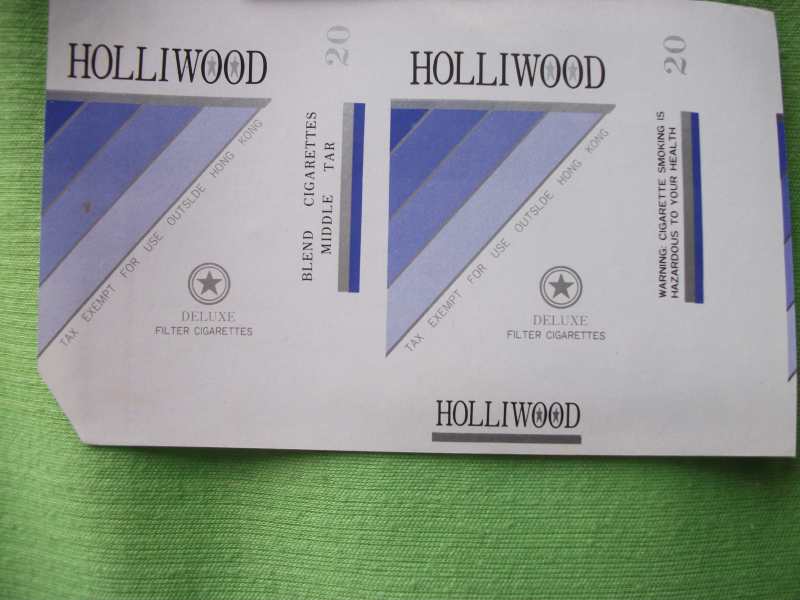 HOLLIWOOD
20
TAX EXEMPT FOR USE OUTSLDE HONG KONG
DELUXE
FILTER CIGARETTES
BLEND CIGARETTES
MIDDLE TAR
HOLLIWOOD
20
TAX EXEMPT FOR USE OUTSLDE HONG KONG
DELUXE
FILTER CIGARETTES
WARNING: CIGARETTE SMOKING IS
HAZARDOUS TO YOUR HEALTH
HOLLIWOOD